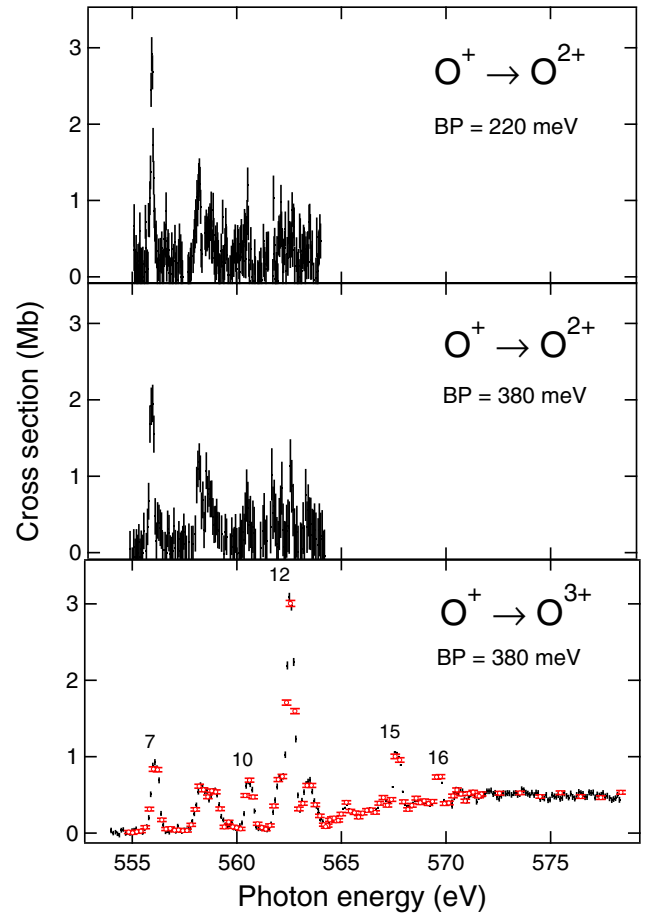 3
2
1
0
O+ → O2+
BP = 220 meV
3
2
1
0
O+ → O2+
BP = 380 meV
Cross section (Mb)
3
2
1
0
7
10
12
15
16
O+ → O3+
BP = 380 meV
555
560
565
570
575
Photon energy (eV)